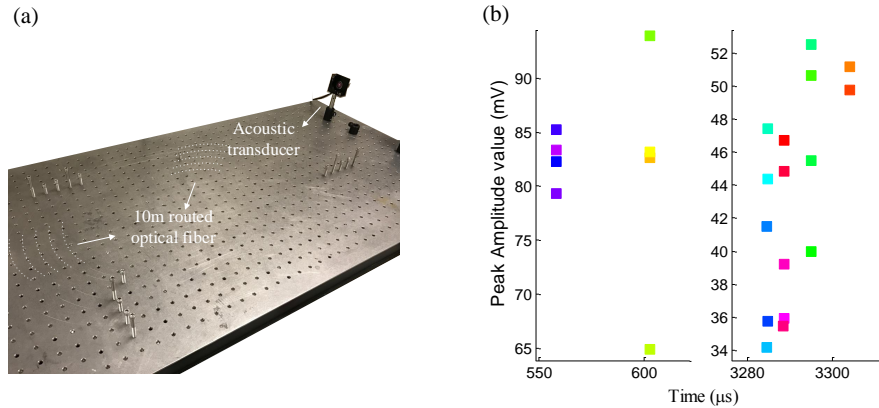 (a)
Acoustic
transducer
10m routed
optical fiber
(b)
Peak Amplitude value (mV)
90
85
80
75
70
65
550
600
52
50
48
46
44
42
40
38
36
34
3280
3300
Time (μs)